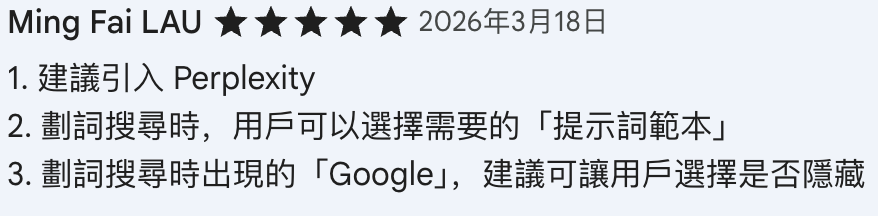 Ming Fai LAU ★★★★★ 2026年3月18日
1. 建議引入 Perplexity
2. 劃詞搜尋時，用戶可以選擇需要的「提示詞範本」
3. 劃詞搜尋時出現的「Google」，建議可讓用戶選擇是否隱藏